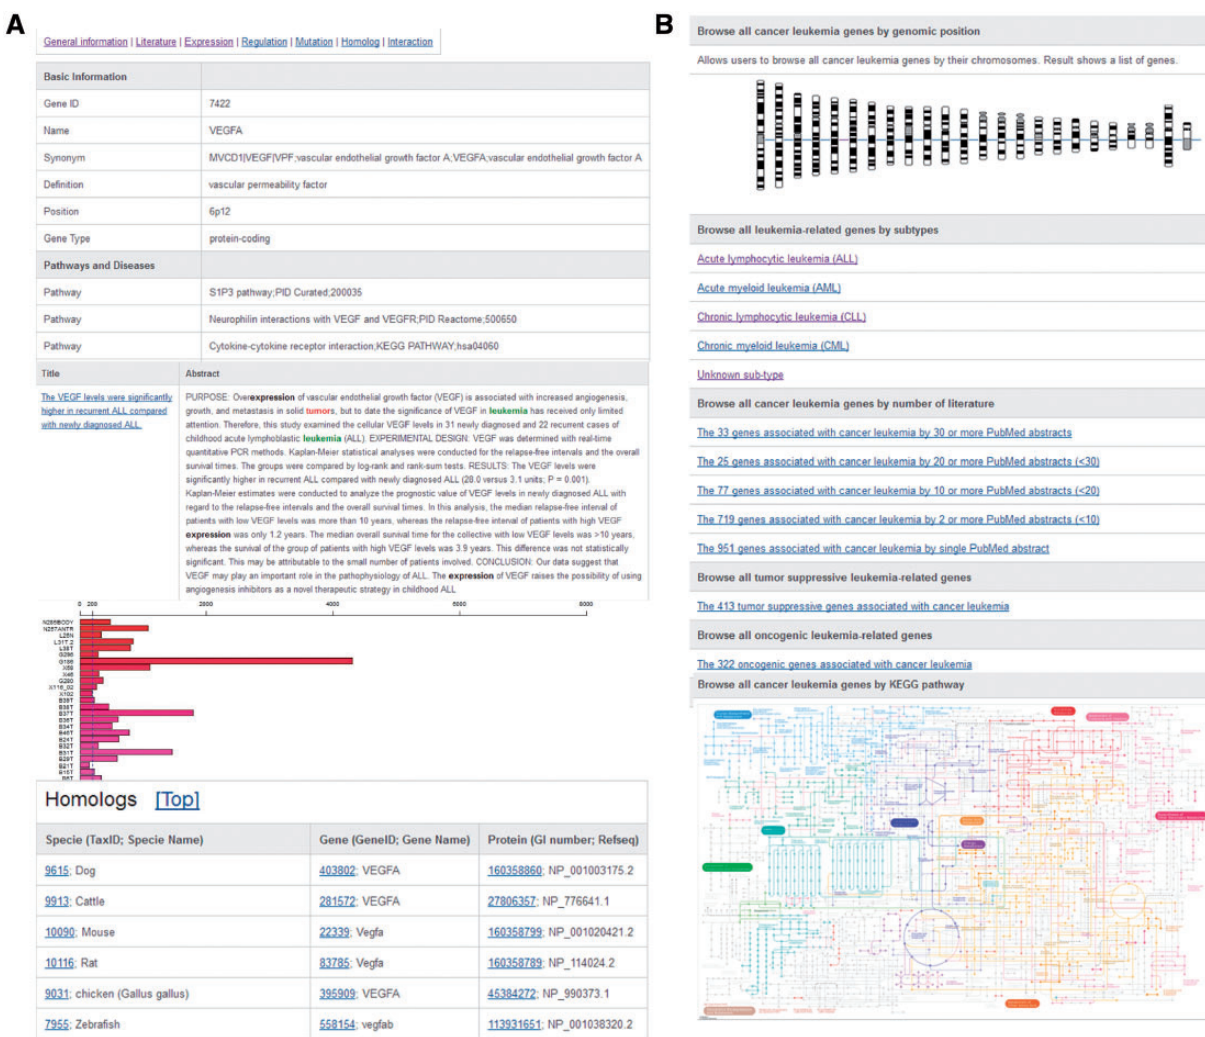 A
General information | Literature | Expression | Regulation | Mutation | Homolog | Interaction
Basic Information
Gene ID 7422
Name VEGFA
Synonym MVCD1|VEGF|VPF;vascular endothelial growth factor A;VEGFA;vascular endothelial growth factor A
Definition vascular permeability factor
Position 6p12
Gene Type protein-coding
Pathways and Diseases
Pathway S1P3 pathway;PID Curated;200035
Pathway Neurophilin interactions with VEGF and VEGFR;PID Reactome;500650
Pathway Cytokine-cytokine receptor interaction;KEGG PATHWAY;hsa04060
Title Abstract
The VEGF levels were significantly
higher in recurrent ALL compared
with newly diagnosed ALL.
PURPOSE: Overexpression of vascular endothelial growth factor (VEGF) is associated with increased angiogenesis,
growth, and metastasis in solid tumors, but to date the significance of VEGF in leukemia has received only limited
attention. Therefore, this study examined the cellular VEGF levels in 31 newly diagnosed and 22 recurrent cases of
childhood acute lymphoblastic leukemia (ALL). EXPERIMENTAL DESIGN: VEGF was determined with real-time
quantitative PCR methods. Kaplan-Meier statistical analyses were conducted for the relapse-free intervals and the overall
survival times. The groups were compared by log-rank and rank-sum tests. RESULTS: The VEGF levels were
significantly higher in recurrent ALL compared with newly diagnosed ALL (28.0 versus 3.1 units; P = 0.001).
Kaplan-Meier estimates were conducted to analyze the prognostic value of VEGF levels in newly diagnosed ALL with
regard to the relapse-free intervals and the overall survival times. In this analysis, the median relapse-free interval of
patients with low VEGF levels was more than 10 years, whereas the relapse-free interval of patients with high VEGF
expression was only 1.2 years. The median overall survival time for the collective with low VEGF levels was >10 years,
whereas the survival of the group of patients with high VEGF levels was 3.9 years. This difference was not statistically
significant. This may be attributable to the small number of patients involved. CONCLUSION: Our data suggest that
VEGF may play an important role in the pathophysiology of ALL. The expression of VEGF raises the possibility of using
angiogenesis inhibitors as a novel therapeutic strategy in childhood ALL
0 200 2000 4000 6000 8000
N286BODY
N287ANTR
L28N
L31T.2
L38T
G296
G186
X88
X46
G280
X116_02
X102
B39T
B38T
B37T
B36T
B34T
B40T
B24T
B32T
B31T
B29T
B21T
B15T
B8T
Homologs [Top]
Specie (TaxID; Specie Name) Gene (GeneID; Gene Name) Protein (GI number; Refseq)
9615; Dog 403802; VEGFA 160358860; NP_001003175.2
9913; Cattle 281572; VEGFA 27806357; NP_776641.1
10090; Mouse 22339; Vegfa 160358799; NP_001020421.2
10116; Rat 83785; Vegfa 160358789; NP_114024.2
9031; chicken (Gallus gallus) 395909; VEGFA 45384272; NP_990373.1
7955; Zebrafish 558154; vegfab 113931651; NP_001038320.2
B
Browse all cancer leukemia genes by genomic position
Allows users to browse all cancer leukemia genes by their chromosomes. Result shows a list of genes.
Browse all leukemia-related genes by subtypes
Acute lymphocytic leukemia (ALL)
Acute myeloid leukemia (AML)
Chronic lymphocytic leukemia (CLL)
Chronic myeloid leukemia (CML)
Unknown sub-type
Browse all cancer leukemia genes by number of literature
The 33 genes associated with cancer leukemia by 30 or more PubMed abstracts
The 25 genes associated with cancer leukemia by 20 or more PubMed abstracts (<30)
The 77 genes associated with cancer leukemia by 10 or more PubMed abstracts (<20)
The 719 genes associated with cancer leukemia by 2 or more PubMed abstracts (<10)
The 951 genes associated with cancer leukemia by single PubMed abstract
Browse all tumor suppressive leukemia-related genes
The 413 tumor suppressive genes associated with cancer leukemia
Browse all oncogenic leukemia-related genes
The 322 oncogenic genes associated with cancer leukemia
Browse all cancer leukemia genes by KEGG pathway